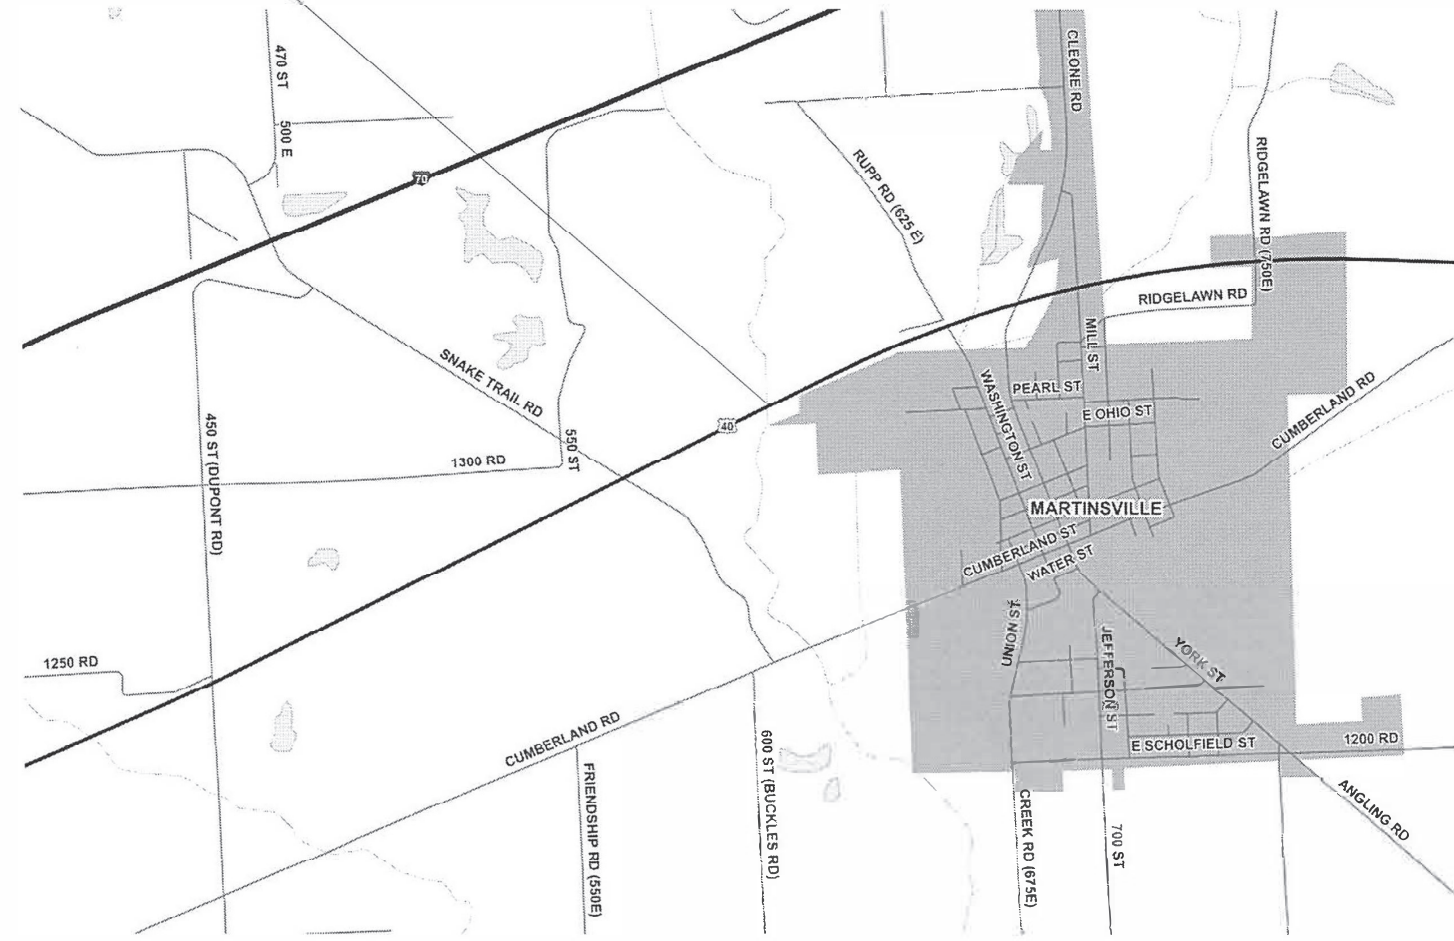 470 ST
500 E
70
CLEONE RD
RUPP RD (625 E)
RIDGELAWN RD (750E)
RIDGELAWN RD
MILL ST
SNAKE TRAIL RD
PEARL ST
WASHINGTON ST
E OHIO ST
CUMBERLAND RD
40
450 ST (DUPONT RD)
550 ST
1300 RD
MARTINSVILLE
CUMBERLAND ST
WATER ST
UNION ST
JEFFERSON ST
YORK ST
1250 RD
CUMBERLAND RD
600 ST (BUCKLES RD)
E SCHOLFIELD ST
1200 RD
FRIENDSHIP RD (550E)
CREEK RD (675E)
700 ST
ANGLING RD